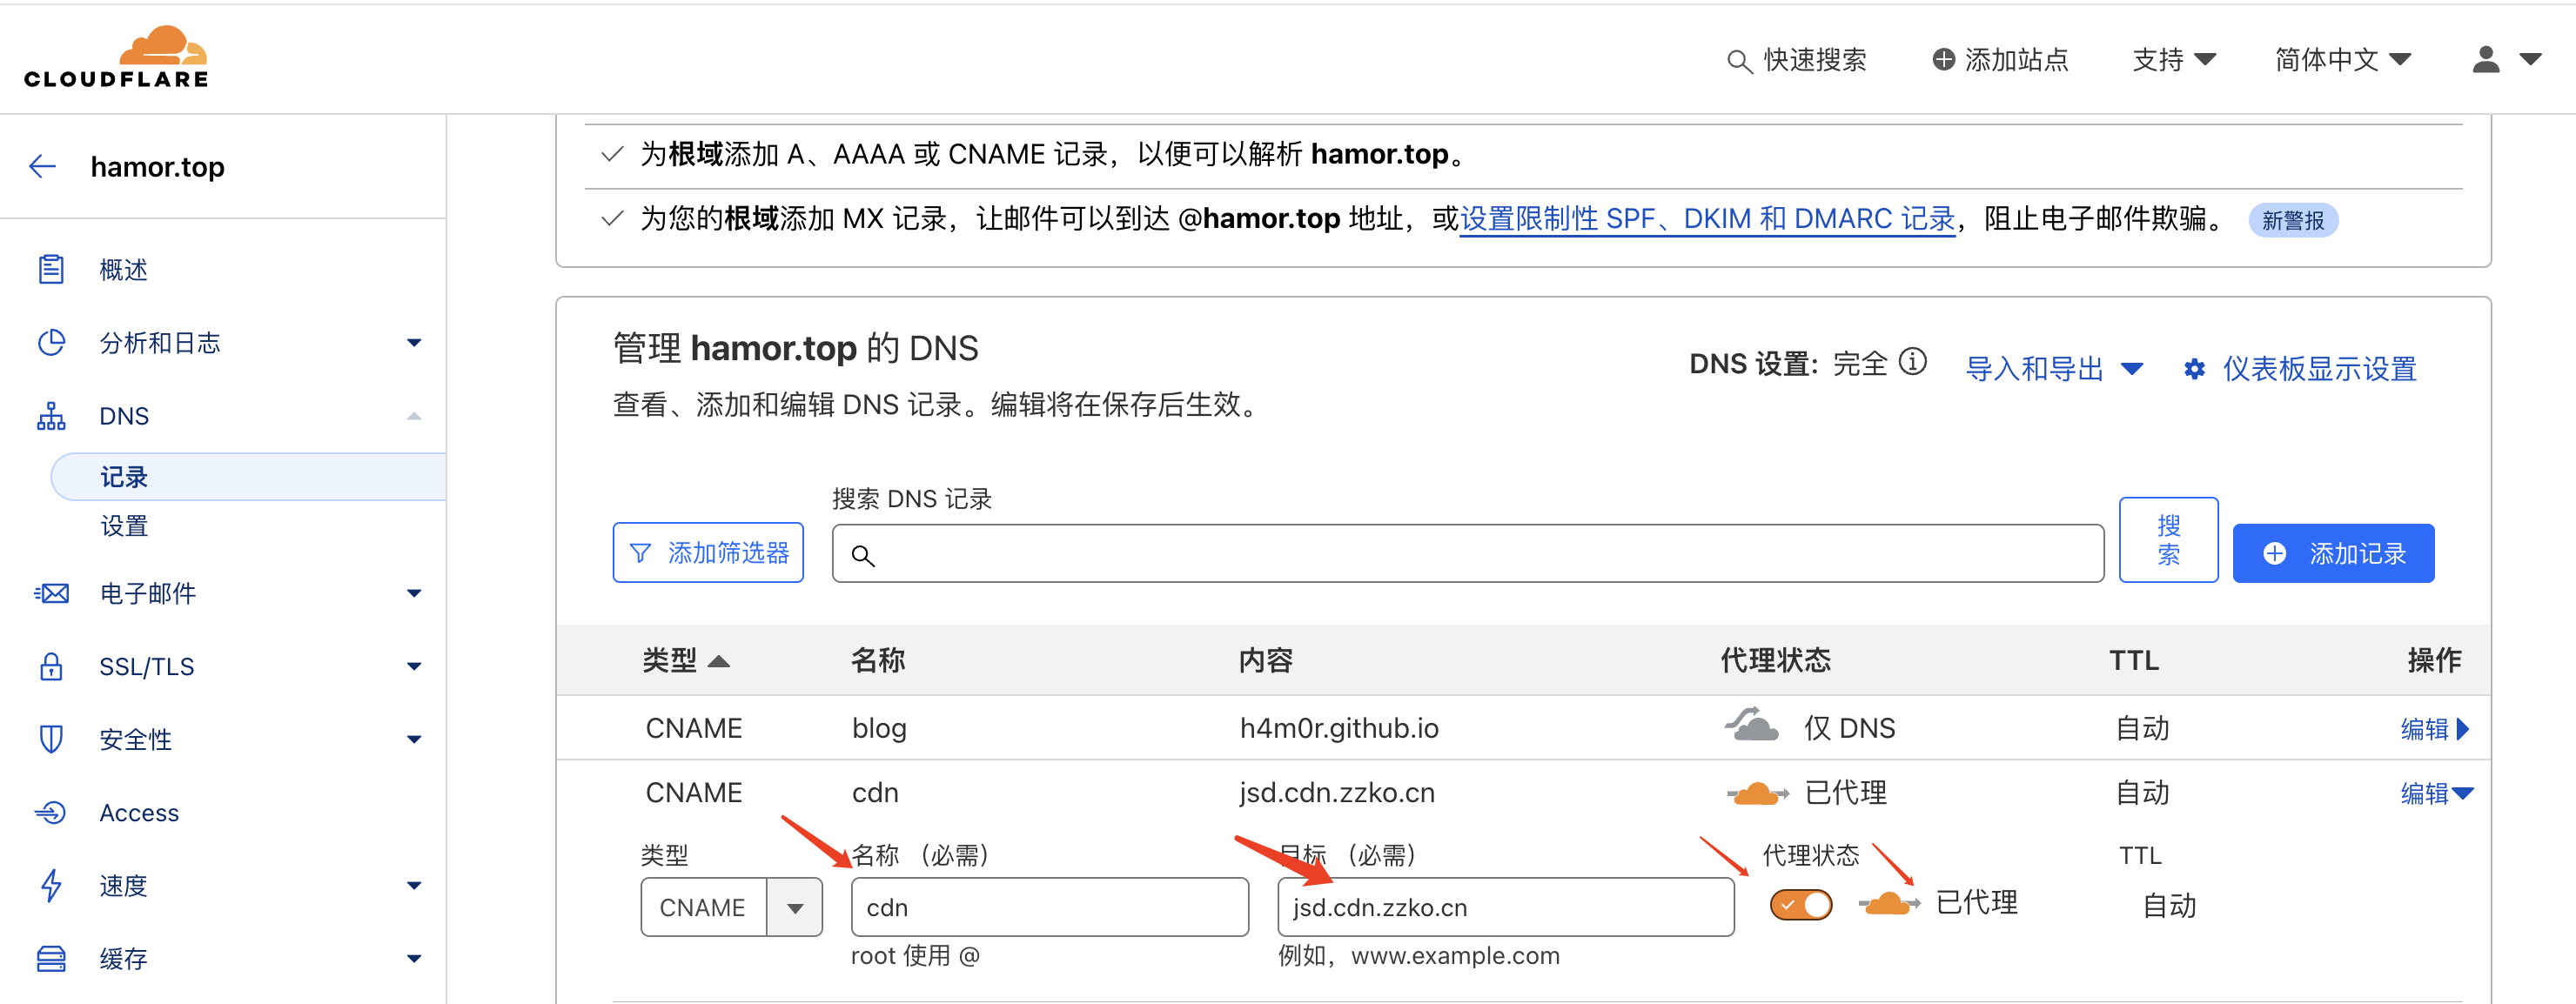 CLOUDFLARE
快速搜索 添加站点 支持 简体中文
hamor.top
为根域添加 A、AAAA 或 CNAME 记录，以便可以解析 hamor.top。
为您的根域添加 MX 记录，让邮件可以到达 @hamor.top 地址，或设置限制性 SPF、DKIM 和 DMARC 记录，阻止电子邮件欺骗。 新警报
概述
分析和日志
DNS
记录
设置
电子邮件
SSL/TLS
安全性
Access
速度
缓存
管理 hamor.top 的 DNS
DNS 设置: 完全 导入和导出 仪表板显示设置
查看、添加和编辑 DNS 记录。编辑将在保存后生效。
搜索 DNS 记录
添加筛选器
搜
索
添加记录
类型 名称 内容 代理状态 TTL 操作
CNAME blog h4m0r.github.io 仅 DNS 自动 编辑
CNAME cdn jsd.cdn.zzko.cn 已代理 自动 编辑
类型 名称 （必需） 目标 （必需） 代理状态 TTL
CNAME cdn jsd.cdn.zzko.cn 已代理 自动
root 使用 @ 例如，www.example.com